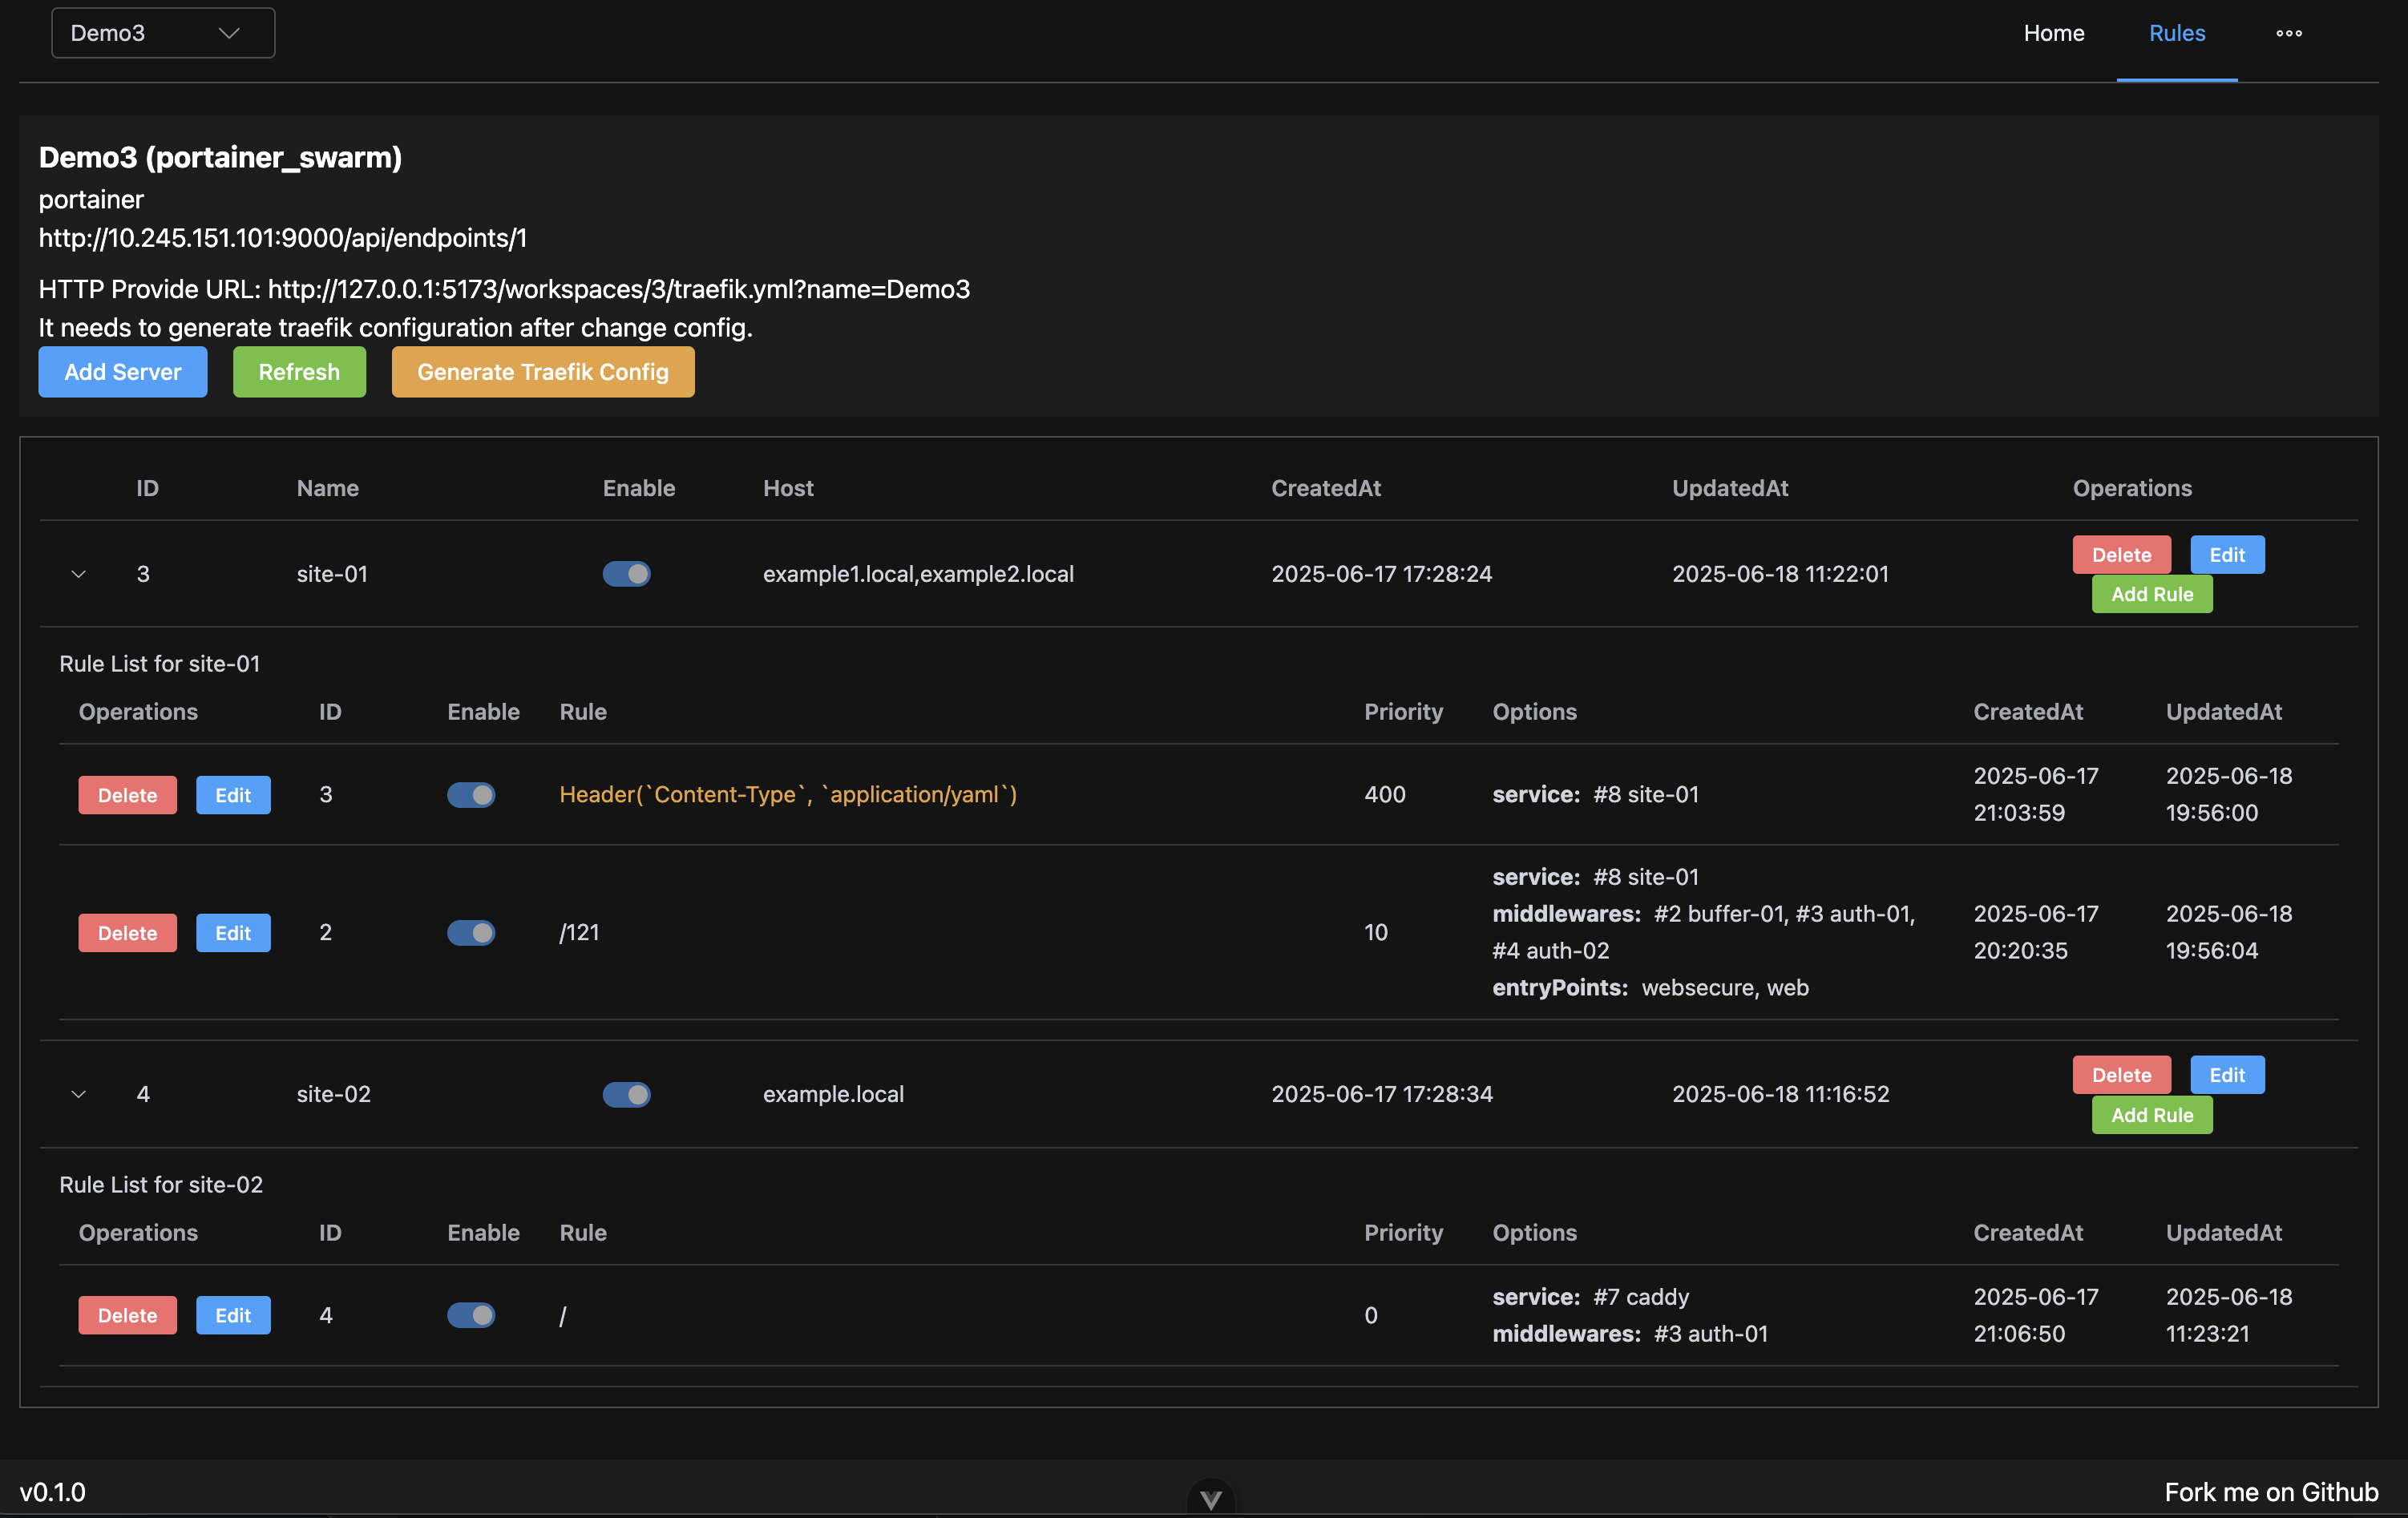 Demo3
Home Rules
Demo3 (portainer_swarm)
portainer
http://10.245.151.101:9000/api/endpoints/1
HTTP Provide URL: http://127.0.0.1:5173/workspaces/3/traefik.yml?name=Demo3
It needs to generate traefik configuration after change config.
Add Server Refresh Generate Traefik Config
ID Name Enable Host CreatedAt UpdatedAt Operations
3 site-01 example1.local,example2.local 2025-06-17 17:28:24 2025-06-18 11:22:01 Delete Edit
Add Rule
Rule List for site-01
Operations ID Enable Rule Priority Options CreatedAt UpdatedAt
Delete Edit 3 Header(`Content-Type`, `application/yaml`) 400 service: #8 site-01 2025-06-17 21:03:59 2025-06-18 19:56:00
Delete Edit 2 /121 10 service: #8 site-01
middlewares: #2 buffer-01, #3 auth-01,
#4 auth-02
entryPoints: websecure, web
2025-06-17 20:20:35 2025-06-18 19:56:04
4 site-02 example.local 2025-06-17 17:28:34 2025-06-18 11:16:52 Delete Edit
Add Rule
Rule List for site-02
Operations ID Enable Rule Priority Options CreatedAt UpdatedAt
Delete Edit 4 / 0 service: #7 caddy
middlewares: #3 auth-01
2025-06-17 21:06:50 2025-06-18 11:23:21
v0.1.0
Fork me on Github